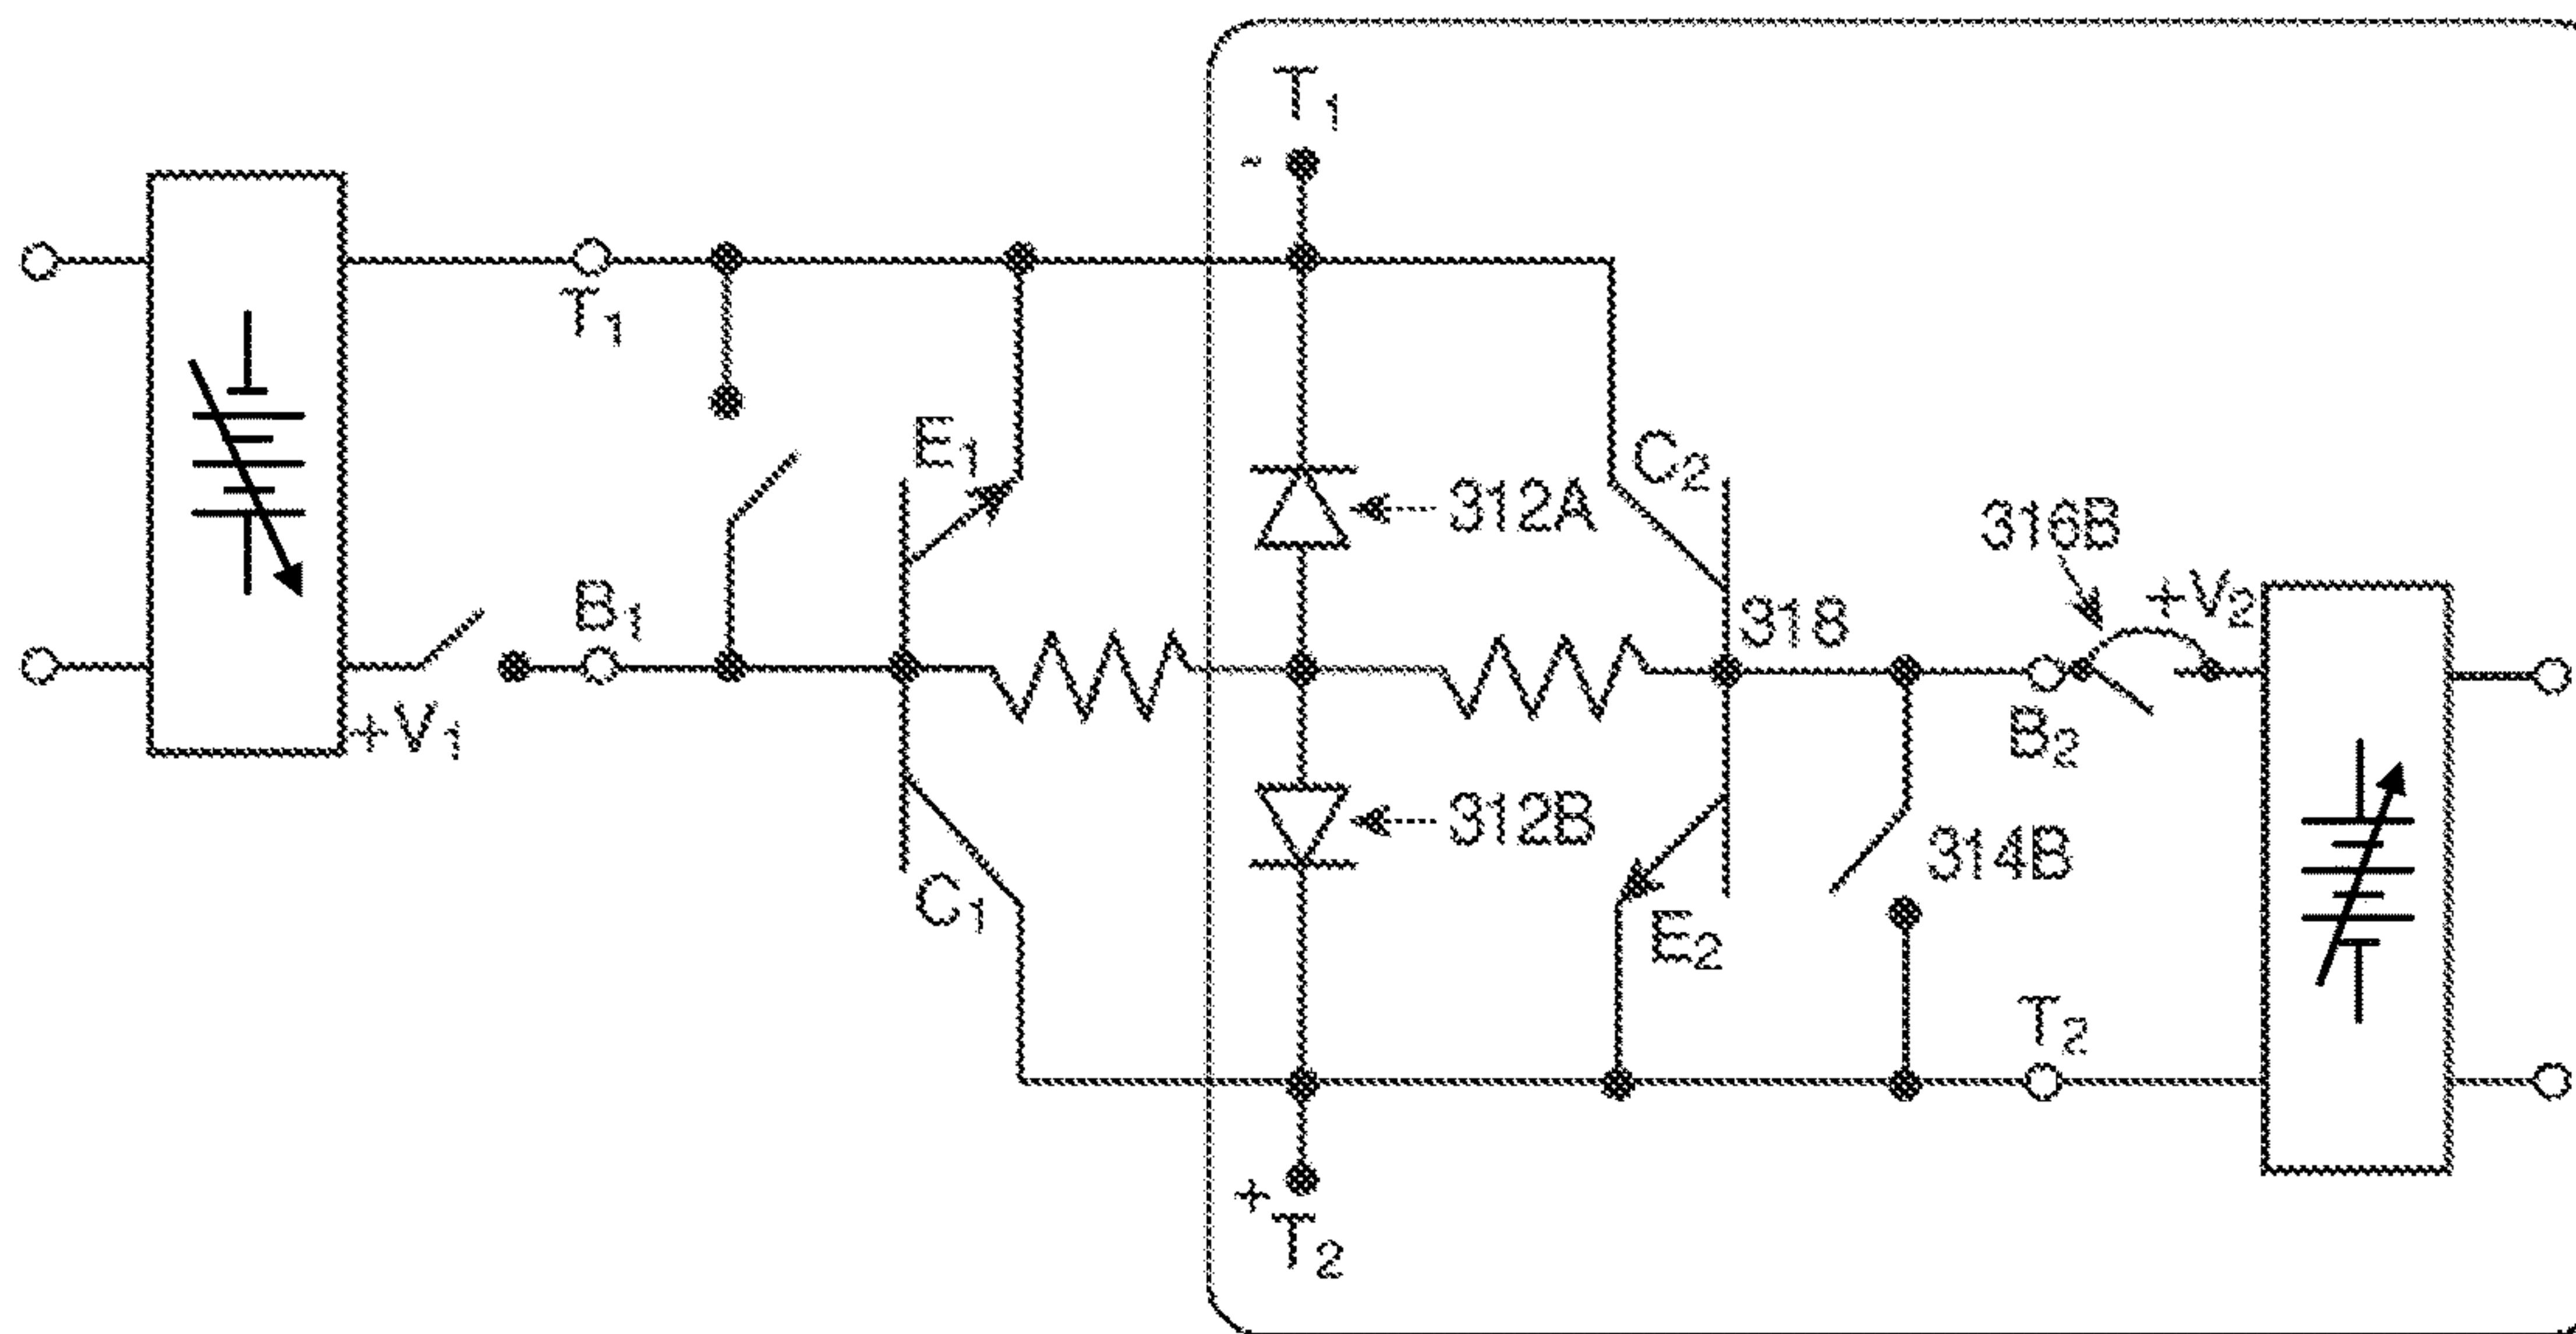 T₁
-
T₁
E₁
C₂
312A
316B
B₁
318
+V₂
+V₁
B₂
312B
314B
C₁
E₂
T₂
+
T₂